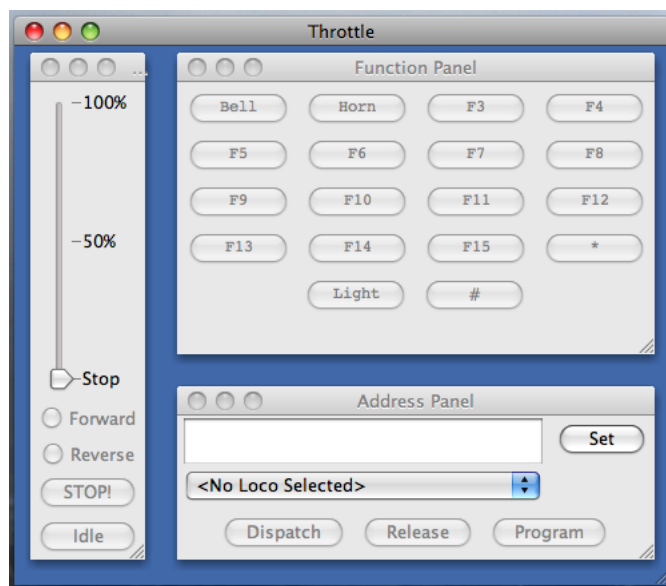 Throttle
...
100%
50%
Stop
Forward
Reverse
STOP!
Idle
Function Panel
Bell Horn F3 F4
F5 F6 F7 F8
F9 F10 F11 F12
F13 F14 F15 *
Light #
Address Panel
Set
<No Loco Selected>
Dispatch Release Program